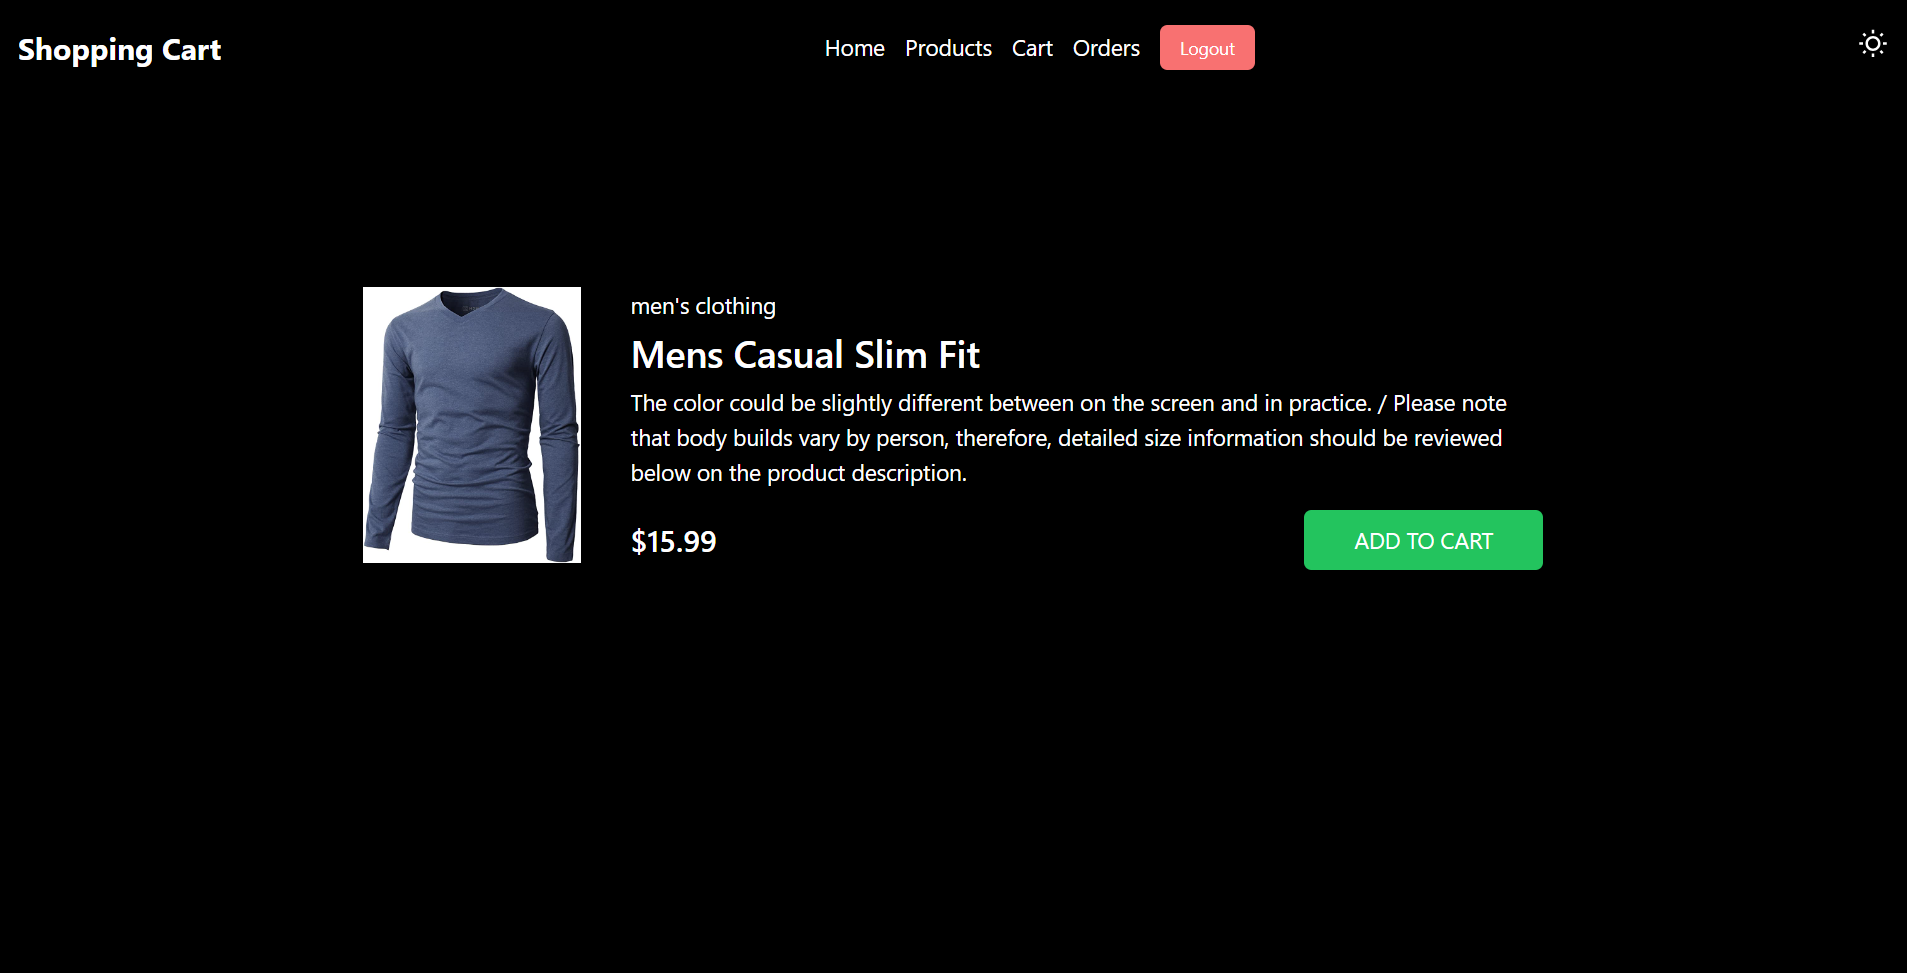 Shopping Cart
Home Products Cart Orders Logout
men's clothing
Mens Casual Slim Fit
The color could be slightly different between on the screen and in practice. / Please note
that body builds vary by person, therefore, detailed size information should be reviewed
below on the product description.
$15.99
ADD TO CART